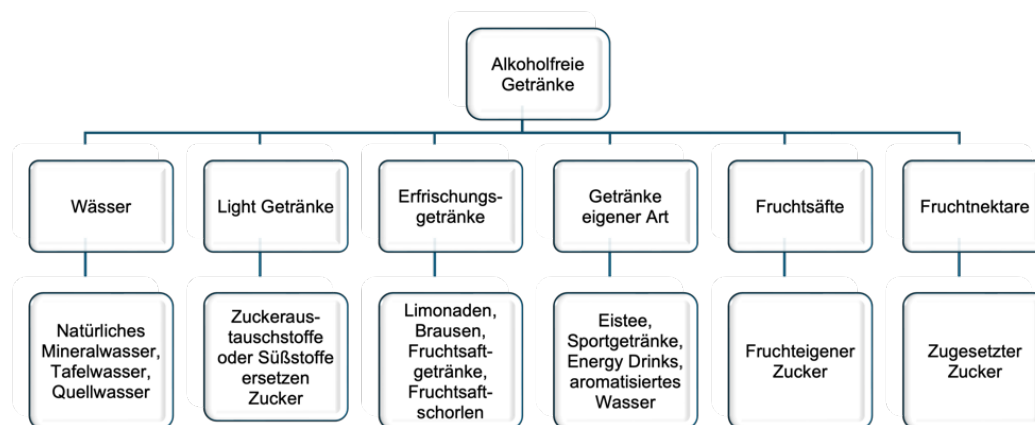 Alkoholfreie
Getränke
Wässer
Light Getränke
Erfrischungs-
getränke
Getränke
eigener Art
Fruchtsäfte
Fruchtnektare
Natürliches
Mineralwasser,
Tafelwasser,
Quellwasser
Zuckeraus-
tauschstoffe
oder Süßstoffe
ersetzen
Zucker
Limonaden,
Brausen,
Fruchtsaft-
getränke,
Fruchtsaft-
schorlen
Eistee,
Sportgetränke,
Energy Drinks,
aromatisiertes
Wasser
Fruchteigener
Zucker
Zugesetzter
Zucker